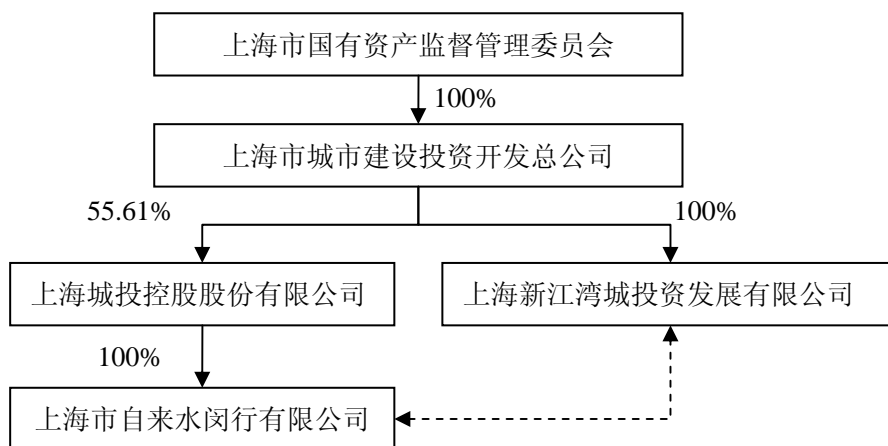 上海市国有资产监督管理委员会
100%
上海市城市建设投资开发总公司
55.61%
100%
上海城投控股股份有限公司
上海新江湾城投资发展有限公司
100%
上海市自来水闵行有限公司